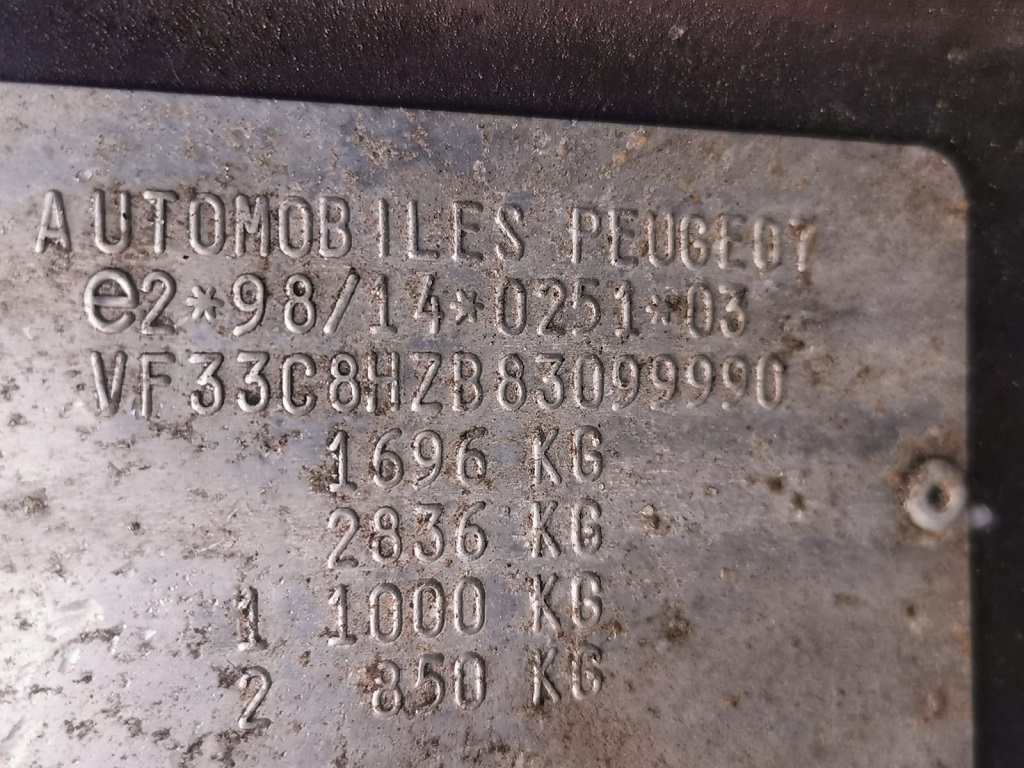 AUTOMOBILES PEUGEOT
e2*98/14*0251*03
VF33C8HZB83099990
1696 KG
2836 KG
1 1000 KG
2 850 KG